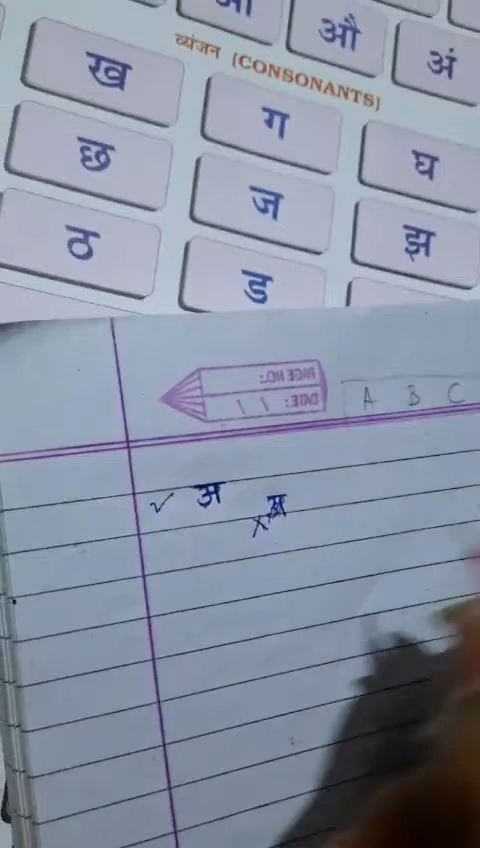 औ अं
व्यंजन (CONSONANTS)
ख ग घ
छ ज झ
ठ ड
PAGE NO.:
DATE: / /
A B C
✓ अ x अ